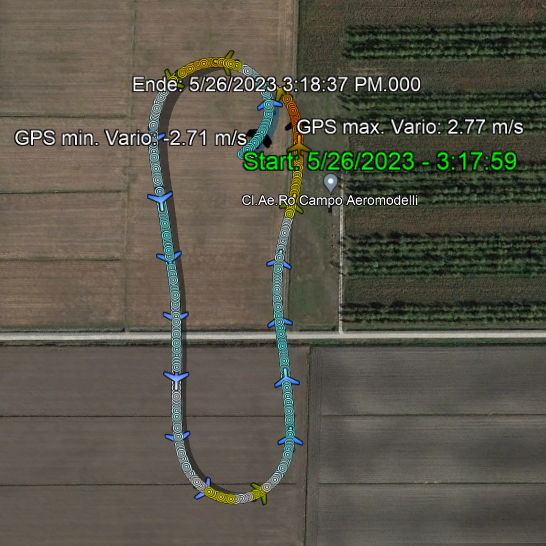 Ende: 5/26/2023 3:18:37 PM.000
GPS min. Vario: -2.71 m/s
GPS max. Vario: 2.77 m/s
Start: 5/26/2023 - 3:17:59
Cl.Ae.Ro Campo Aeromodelli